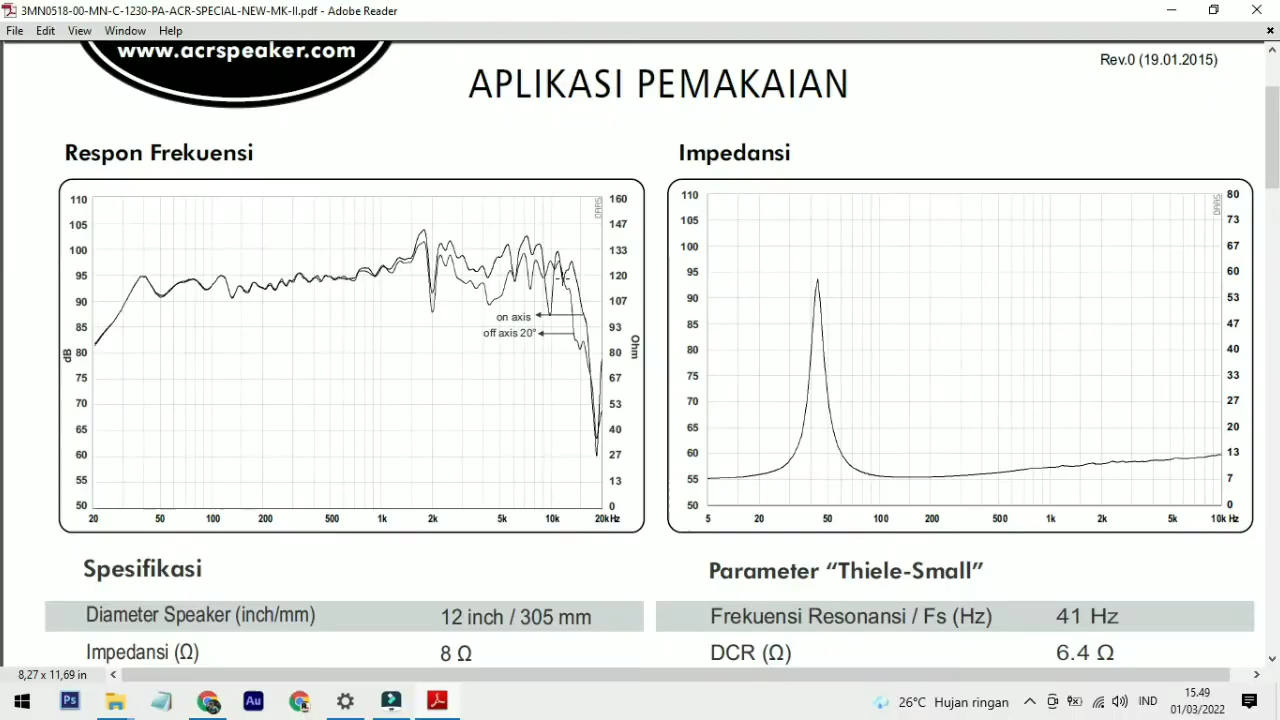 3MN0518-00-MN-C-1230-PA-ACR-SPECIAL-NEW-MK-II.pdf - Adobe Reader
File Edit View Window Help
www.acrspeaker.com
Rev.0 (19.01.2015)
APLIKASI PEMAKAIAN
Respon Frekuensi
110 160
105 147
100 133
95 120
90 107
85 93
80 80
75 67
70 53
65 40
60 27
55 13
50 0
dB
Ohm
on axis
off axis 20°
DAAS
20 50 100 200 500 1k 2k 5k 10k 20k Hz
Impedansi
110 80
105 73
100 67
95 60
90 53
85 47
80 40
75 33
70 27
65 20
60 13
55 7
50 0
DAAS
5 20 50 100 200 500 1k 2k 5k 10k Hz
Spesifikasi
Diameter Speaker (inch/mm) 12 inch / 305 mm
Impedansi (Ω) 8 Ω
Parameter “Thiele-Small”
Frekuensi Resonansi / Fs (Hz) 41 Hz
DCR (Ω) 6.4 Ω
8,27 x 11,69 in
Ps
Au
26°C Hujan ringan
IND
15.49
01/03/2022